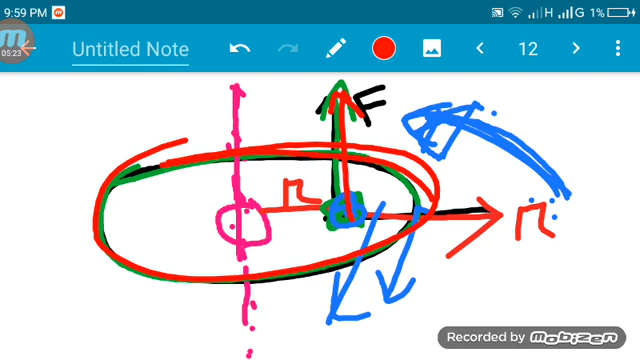 9:59 PM H G 1%
05:23 Untitled Note 12
F
r
r
Recorded by mobizen